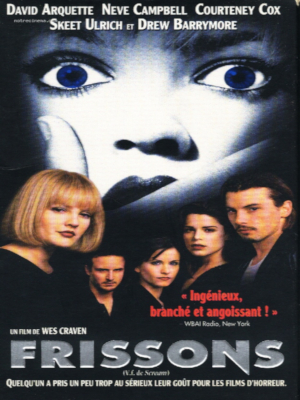 DAVID ARQUETTE NEVE CAMPBELL COURTENEY COX
SKEET ULRICH ET DREW BARRYMORE
« Ingénieux,
branché et angoissant ! »
WBAI Radio, New York
UN FILM DE WES CRAVEN
FRISSONS
(V.f. de Scream)
QUELQU'UN A PRIS UN PEU TROP AU SÉRIEUX LEUR GOÛT POUR LES FILMS D'HORREUR.